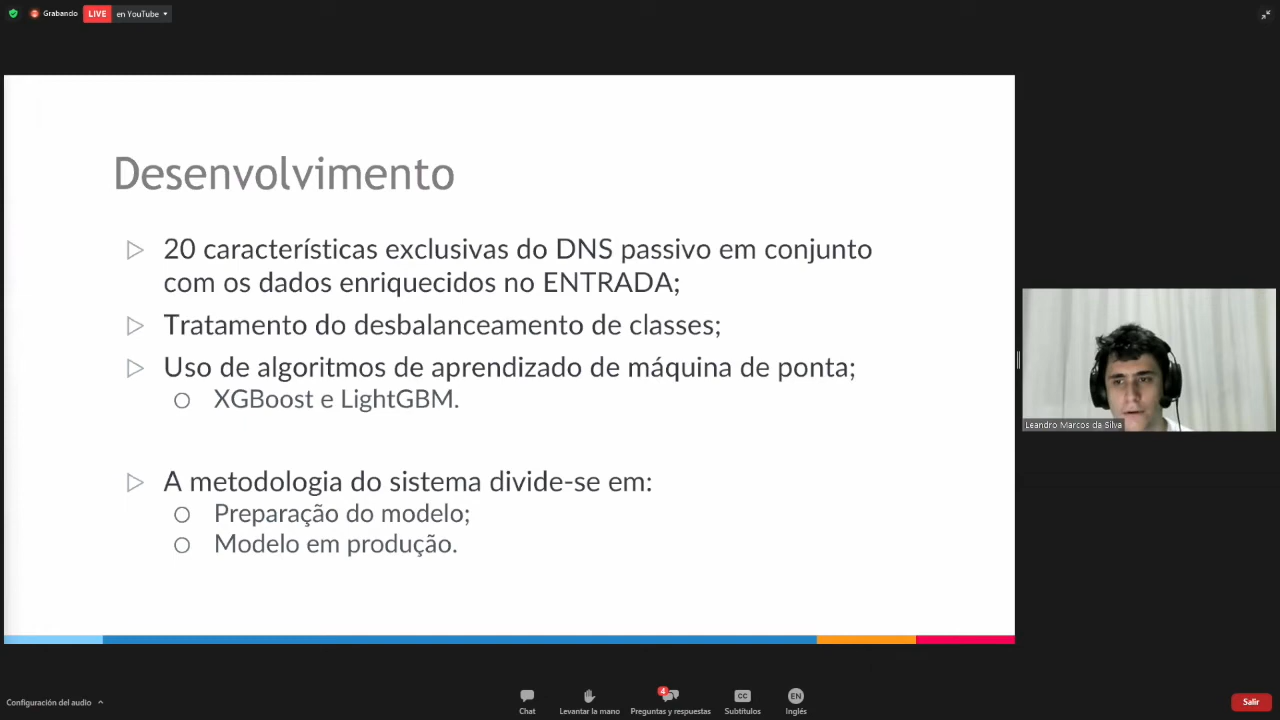 Grabando
LIVE en YouTube
Desenvolvimento
20 características exclusivas do DNS passivo em conjunto
com os dados enriquecidos no ENTRADA;
Tratamento do desbalanceamento de classes;
Uso de algoritmos de aprendizado de máquina de ponta;
XGBoost e LightGBM.
A metodologia do sistema divide-se em:
Preparação do modelo;
Modelo em produção.
Leandro Marcos da Silva
Configuración del audio
Chat
Levantar la mano
4
Preguntas y respuestas
CC
Subtítulos
EN
Inglés
Salir